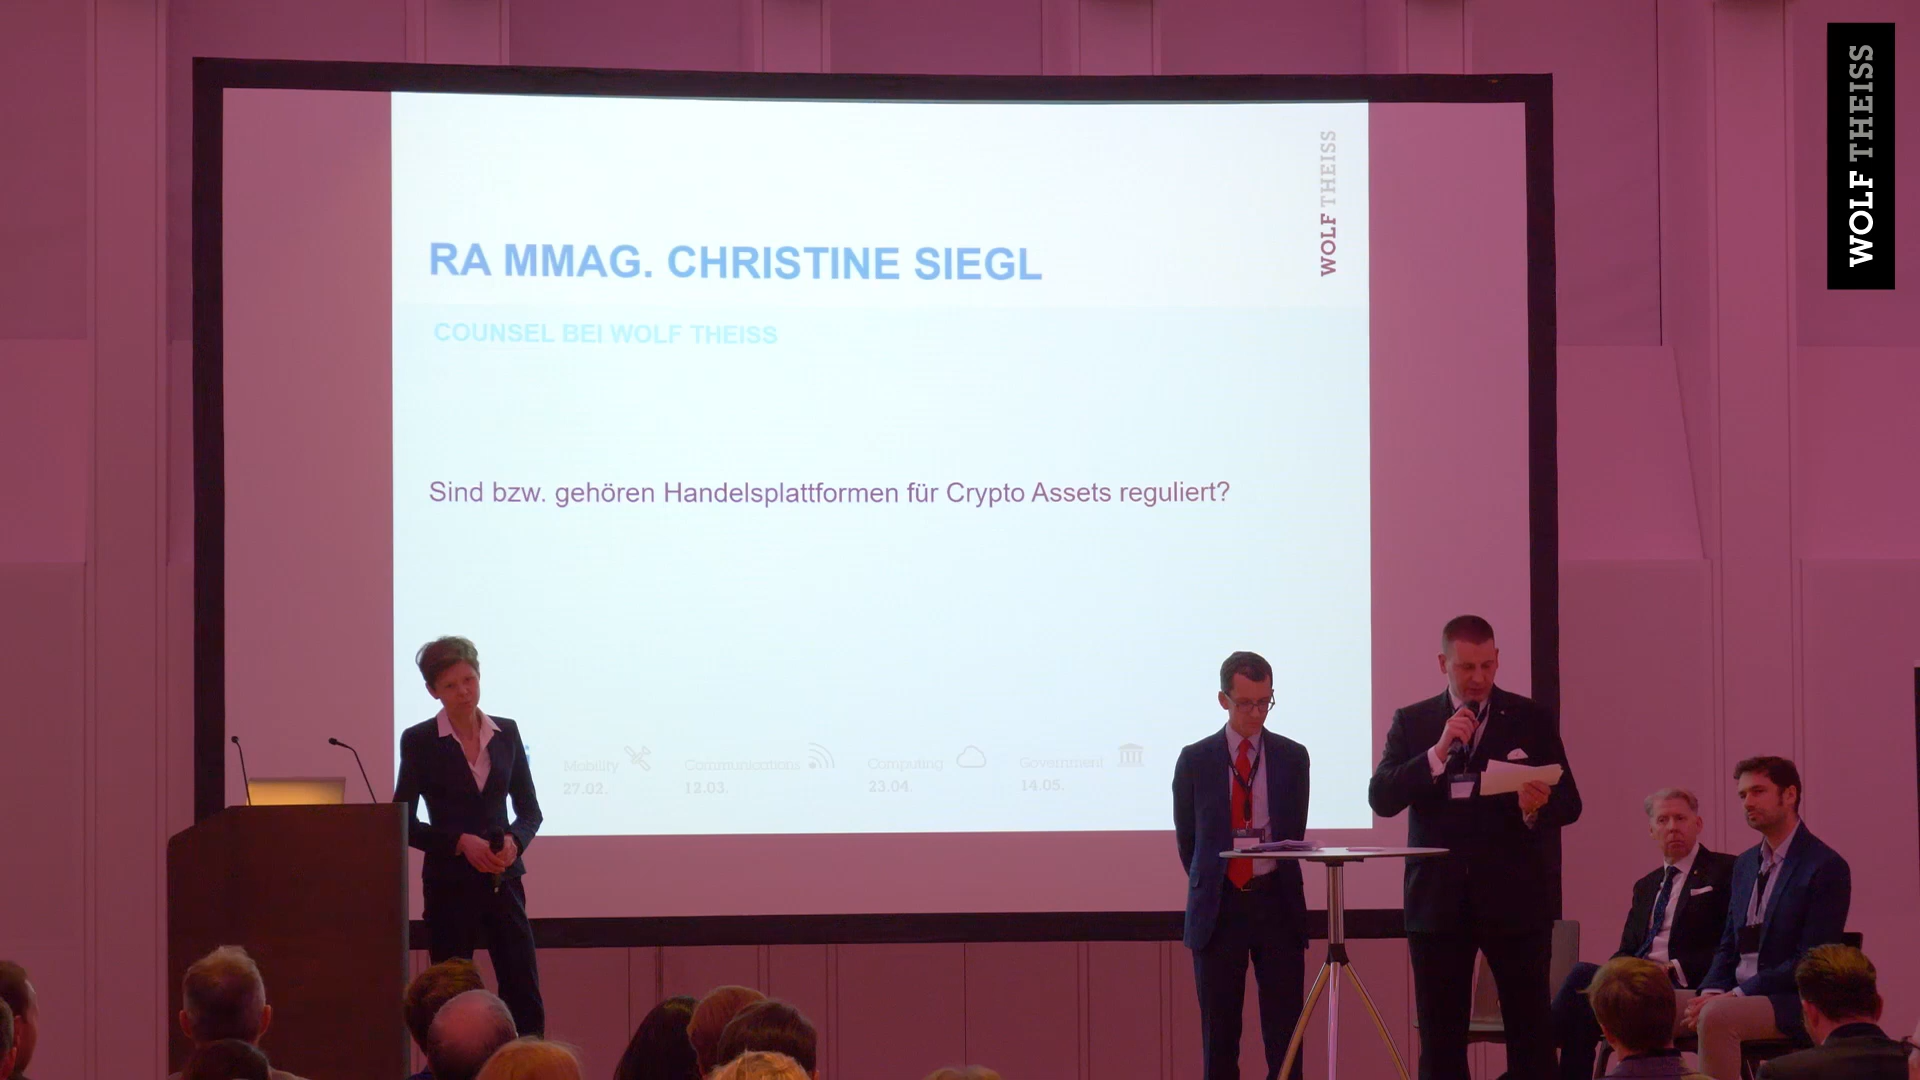 WOLF THEISS
WOLF THEISS
RA MMAG. CHRISTINE SIEGL
COUNSEL BEI WOLF THEISS
Sind bzw. gehören Handelsplattformen für Crypto Assets reguliert?
Mobility
27.02.
Communications
12.03.
Computing
23.04.
Government
14.05.